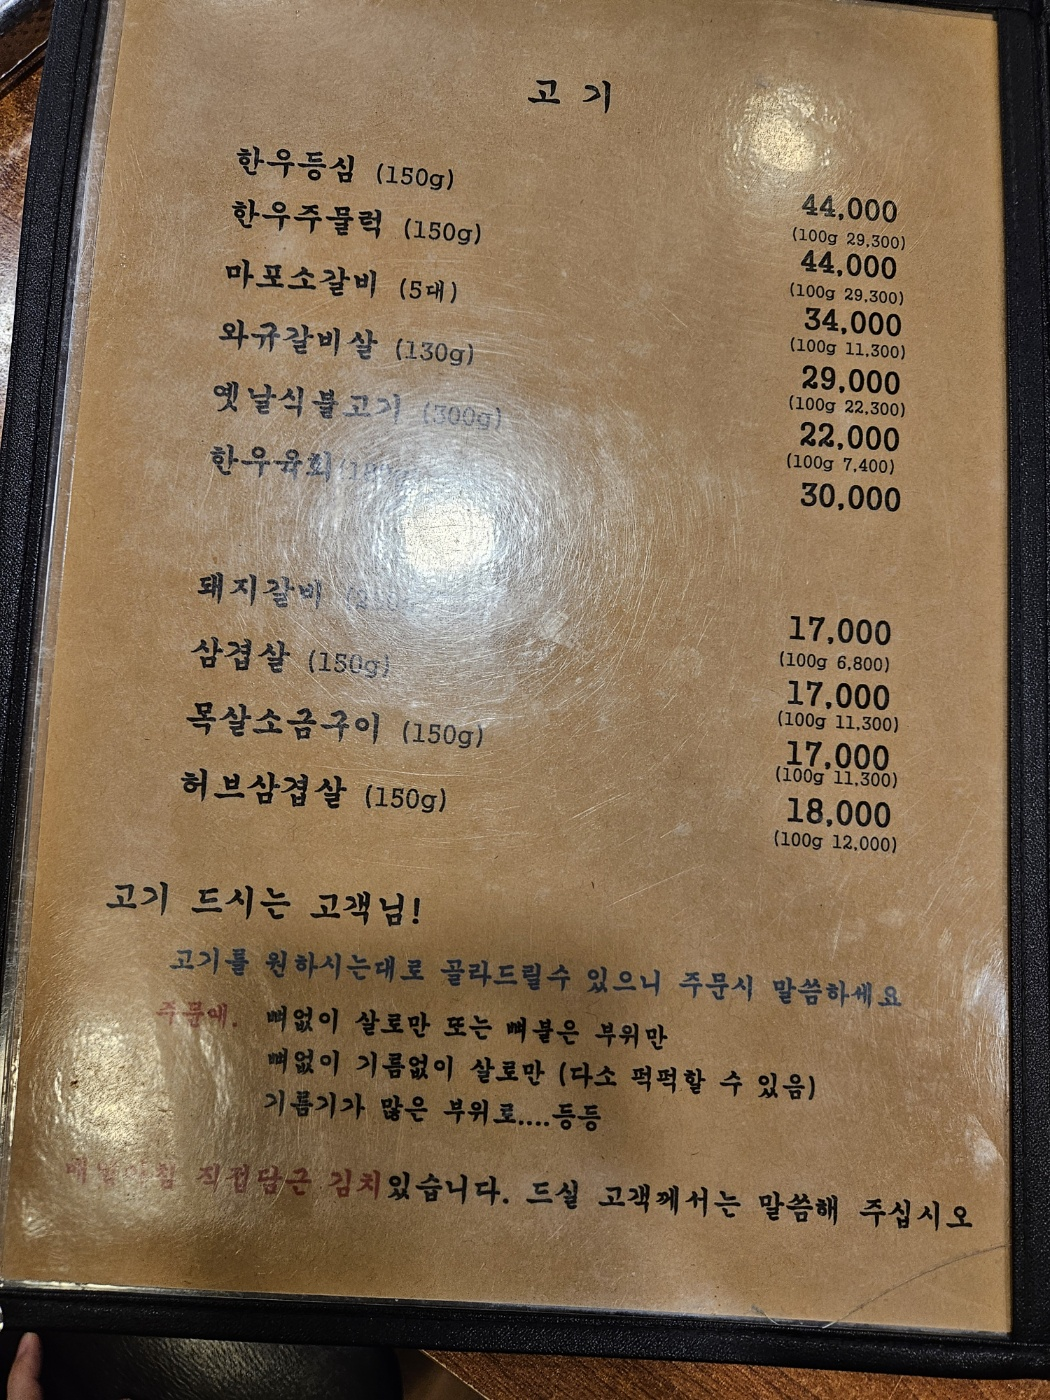 고 기
한우등심 (150g) 44,000
(100g 29,300)
한우주물럭 (150g) 44,000
(100g 29,300)
마포소갈비 (5대) 34,000
(100g 11,300)
와규갈비살 (130g) 29,000
(100g 22,300)
옛날식불고기 (300g) 22,000
(100g 7,400)
한우육회 30,000
돼지갈비 17,000
(100g 6,800)
삼겹살 (150g) 17,000
(100g 11,300)
목살소금구이 (150g) 17,000
(100g 11,300)
허브삼겹살 (150g) 18,000
(100g 12,000)
고기 드시는 고객님!
고기를 원하시는대로 골라드릴수 있으니 주문시 말씀하세요
주문예. 뼈없이 살로만 또는 뼈붙은 부위만
뼈없이 기름없이 살로만 (다소 퍽퍽할 수 있음)
기름기가 많은 부위로....등등
직접담근 김치있습니다. 드실 고객께서는 말씀해 주십시오